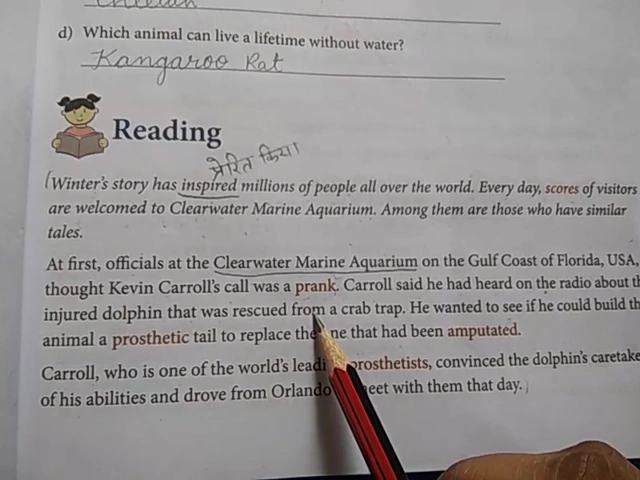 d) Which animal can live a lifetime without water?
Kangaroo Rat
Reading
प्रेरित किया
Winter's story has inspired millions of people all over the world. Every day, scores of visitors
are welcomed to Clearwater Marine Aquarium. Among them are those who have similar
tales.
At first, officials at the Clearwater Marine Aquarium on the Gulf Coast of Florida, USA,
thought Kevin Carroll's call was a prank. Carroll said he had heard on the radio about th
injured dolphin that was rescued from a crab trap. He wanted to see if he could build th
animal a prosthetic tail to replace the one that had been amputated.
Carroll, who is one of the world's leadi prosthetists, convinced the dolphin's caretake
of his abilities and drove from Orlando meet with them that day.